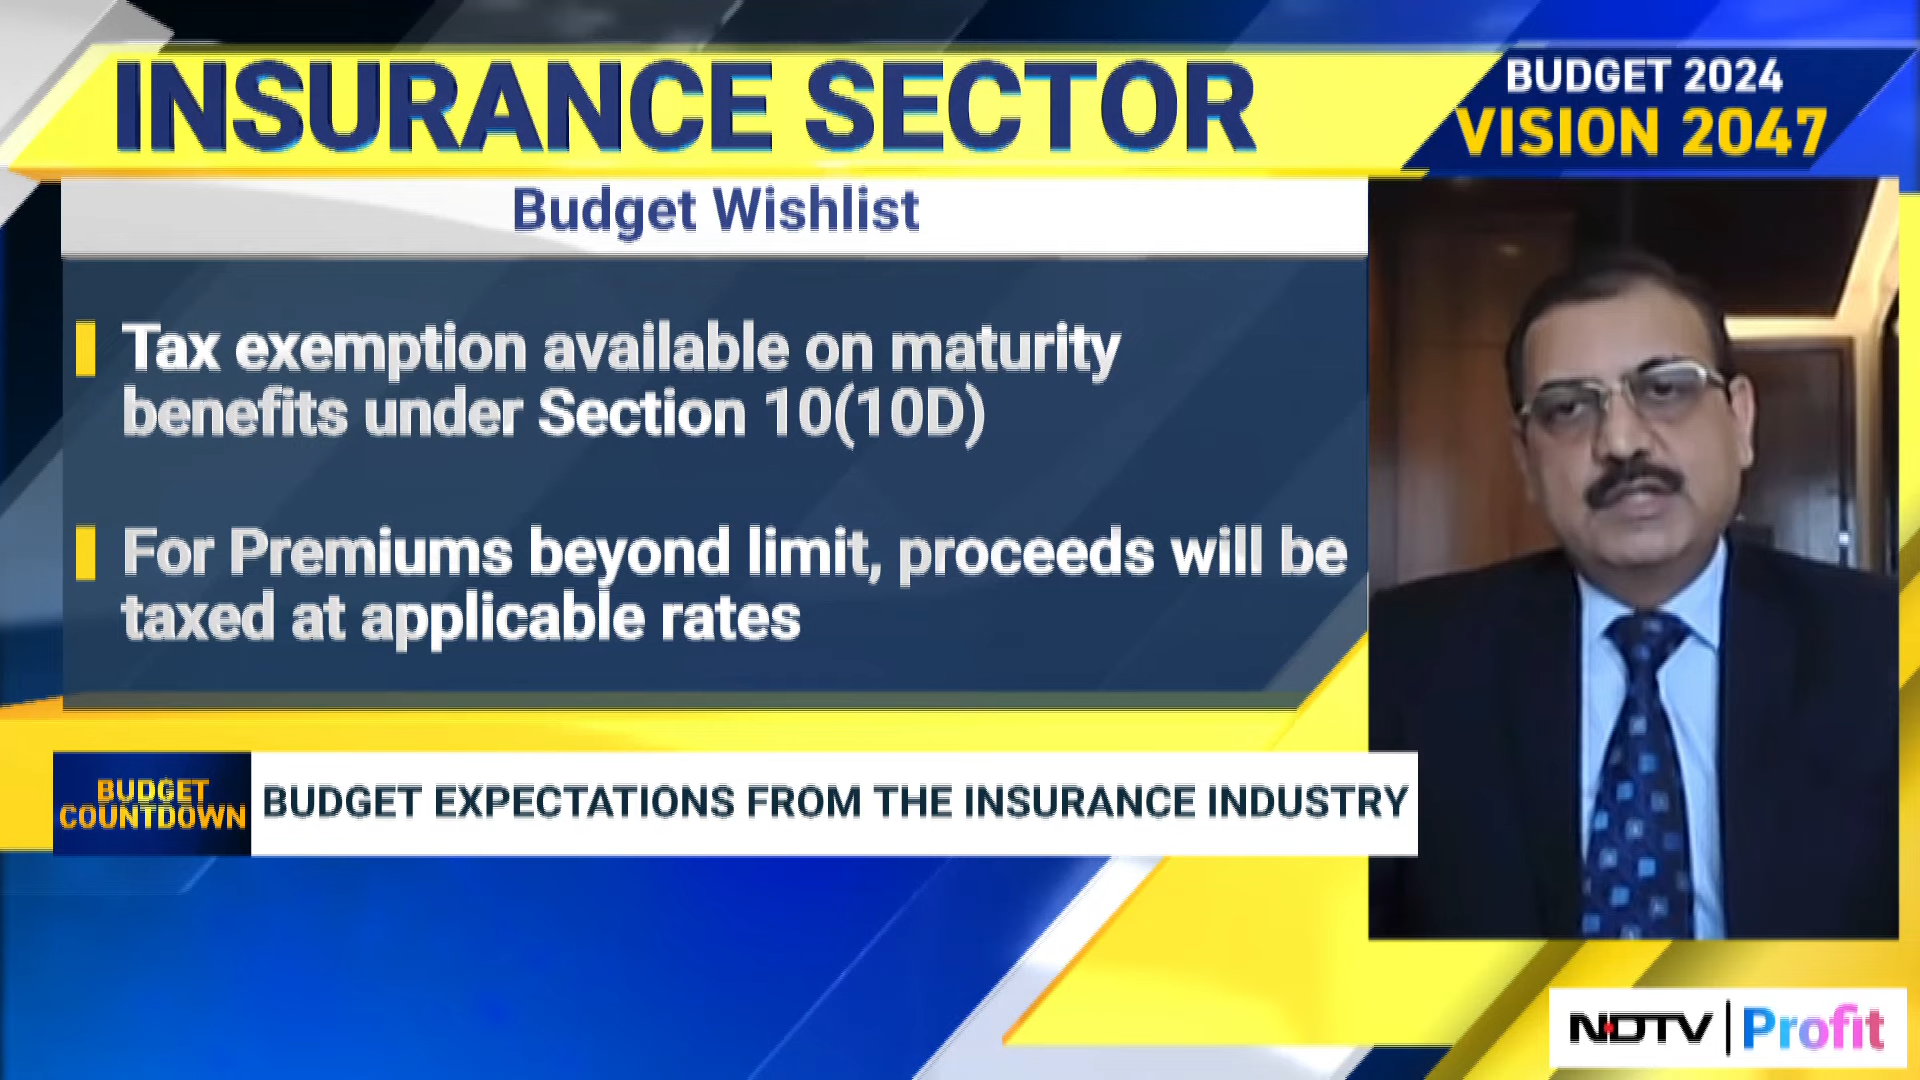 INSURANCE SECTOR
BUDGET 2024
VISION 2047
Budget Wishlist
Tax exemption available on maturity
benefits under Section 10(10D)
For Premiums beyond limit, proceeds will be
taxed at applicable rates
BUDGET
COUNTDOWN
BUDGET EXPECTATIONS FROM THE INSURANCE INDUSTRY
NDTV | Profit